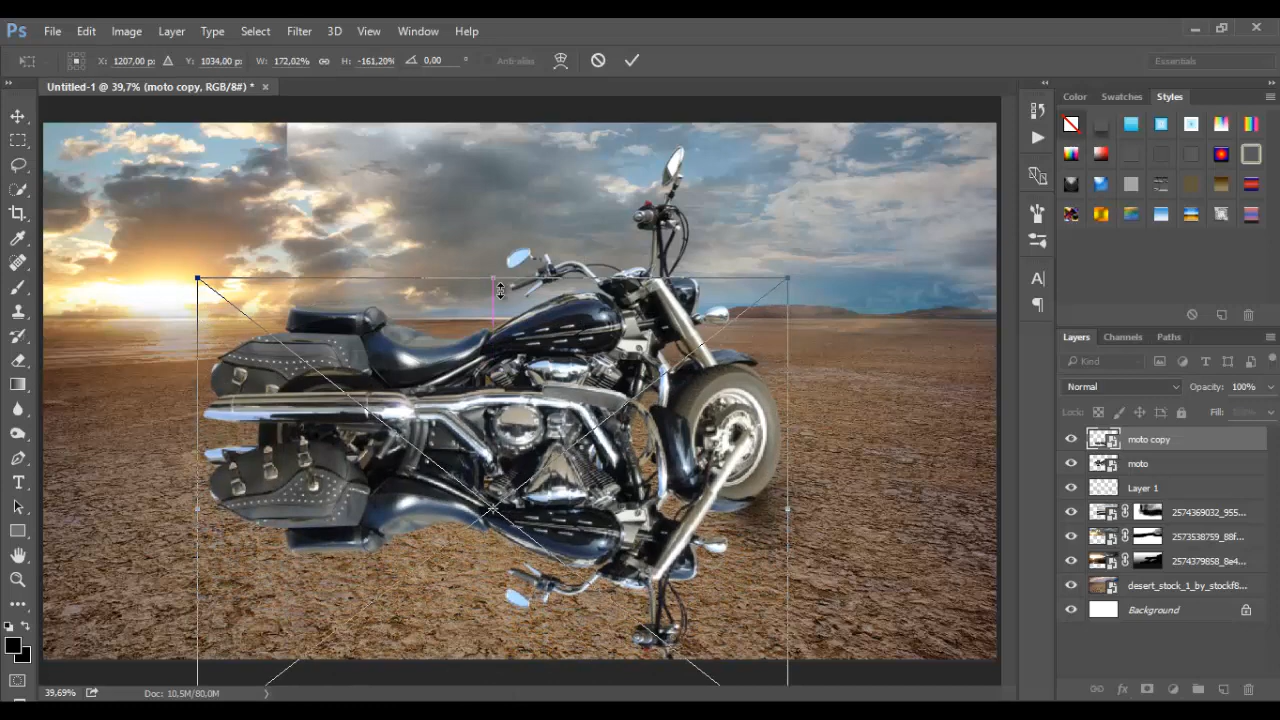 Ps File Edit Image Layer Type Select Filter 3D View Window Help
X: 1207,00 p: Y: 1034,00 p: W: 172,02% H: -161,20% 0,00 ° Anti-alias Essentials
Untitled-1 @ 39,7% (moto copy, RGB/8#) * ×
Color Swatches Styles
Layers Channels Paths
Kind
Normal Opacity: 100%
Lock: Fill: 100%
moto copy
moto
Layer 1
2574369032_955...
2573538759_88f...
2574379858_8e4...
desert_stock_1_by_stockf8...
Background
39,69% Doc: 10,5M/80,0M